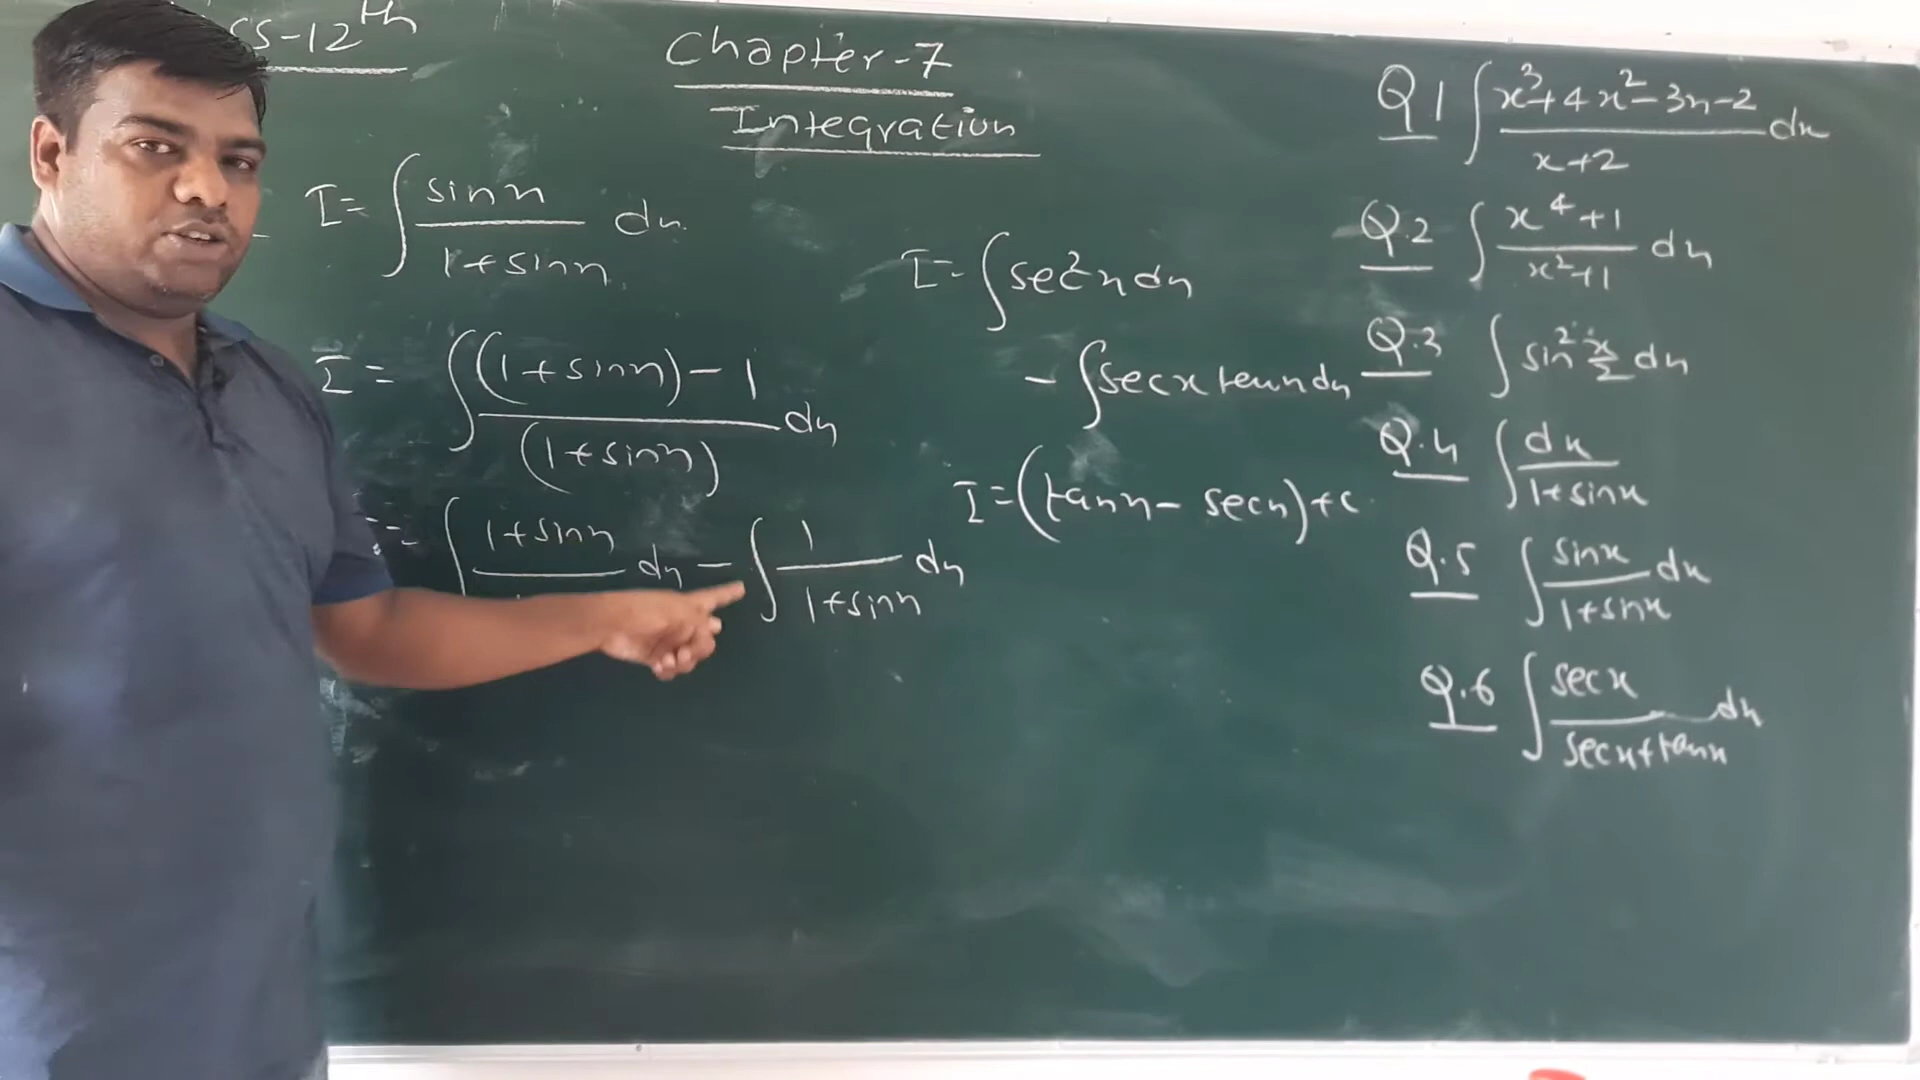 ss-12th
Chapter-7
Integration
I = ∫ sinx / 1+sinx dx
I = ∫ (1+sinx)-1 / (1+sinx) dx
= ∫ 1+sinx / dx - ∫ 1 / 1+sinx dx
I = ∫ sec²x dx
- ∫ secx tanx dx
I = (tanx - secx)+c
Q1 ∫ x³+4x²-3x-2 / x+2 dx
Q.2 ∫ x⁴+1 / x²+1 dx
Q.3 ∫ sin² x/2 dx
Q.4 ∫ dx / 1+sinx
Q.5 ∫ sinx / 1+sinx dx
Q.6 ∫ secx / secx+tanx dx